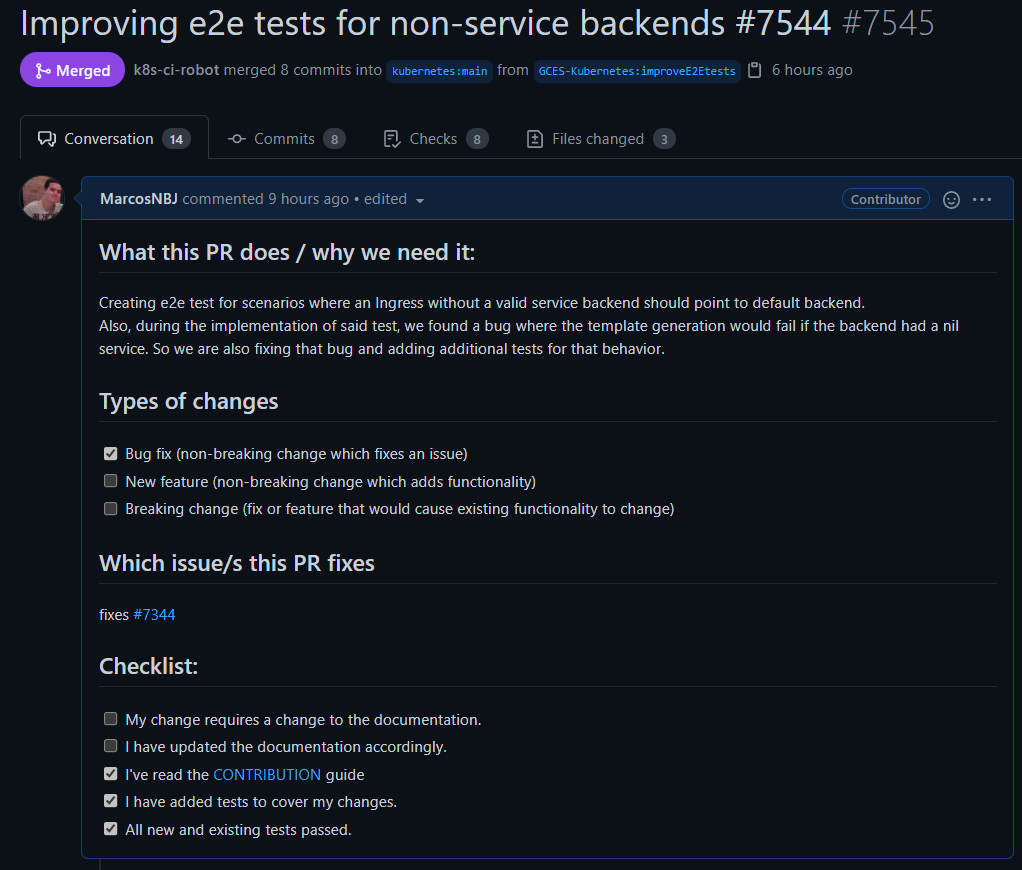 Improving e2e tests for non-service backends #7544 #7545
Merged k8s-ci-robot merged 8 commits into kubernetes:main from GCES-Kubernetes:improveE2Etests 6 hours ago
Conversation 14 Commits 8 Checks 8 Files changed 3
MarcosNBJ commented 9 hours ago • edited Contributor
What this PR does / why we need it:
Creating e2e test for scenarios where an Ingress without a valid service backend should point to default backend.
Also, during the implementation of said test, we found a bug where the template generation would fail if the backend had a nil
service. So we are also fixing that bug and adding additional tests for that behavior.
Types of changes
Bug fix (non-breaking change which fixes an issue)
New feature (non-breaking change which adds functionality)
Breaking change (fix or feature that would cause existing functionality to change)
Which issue/s this PR fixes
fixes #7344
Checklist:
My change requires a change to the documentation.
I have updated the documentation accordingly.
I've read the CONTRIBUTION guide
I have added tests to cover my changes.
All new and existing tests passed.